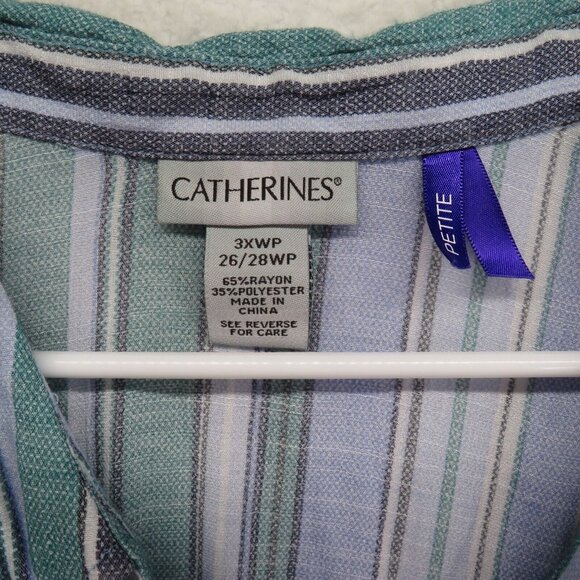 CATHERINES®
3XWP
26/28WP
65%RAYON
35%POLYESTER
MADE IN
CHINA
SEE REVERSE
FOR CARE
PETITE